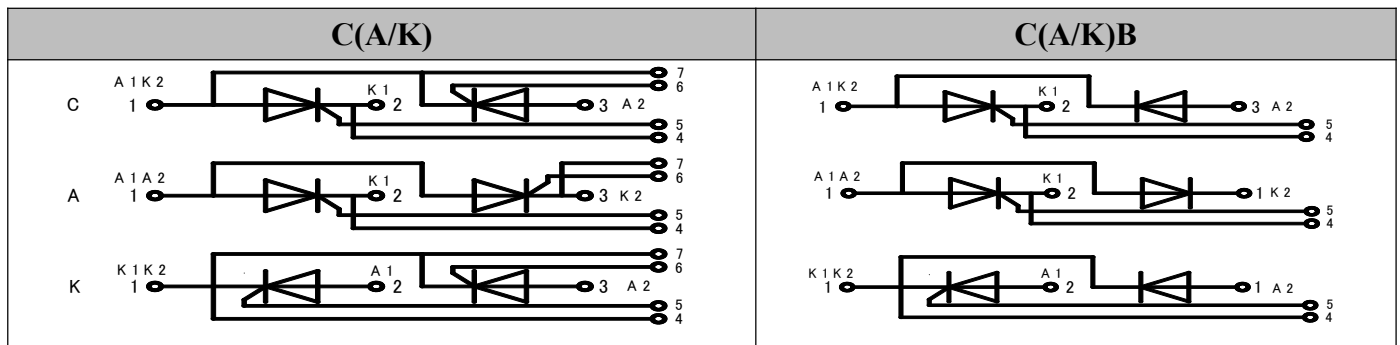 C(A/K) C(A/K)B
C A 1 K 2 1 K 1 2 3 A 2 7 6 5 4
A 1 K 2 1 K 1 2 3 A 2 5 4
A A 1 A 2 1 K 1 2 3 K 2 7 6 5 4
A 1 A 2 1 K 1 2 1 K 2 5 4
K K 1 K 2 1 A 1 2 3 A 2 7 6 5 4
K 1 K 2 1 A 1 2 1 A 2 5 4